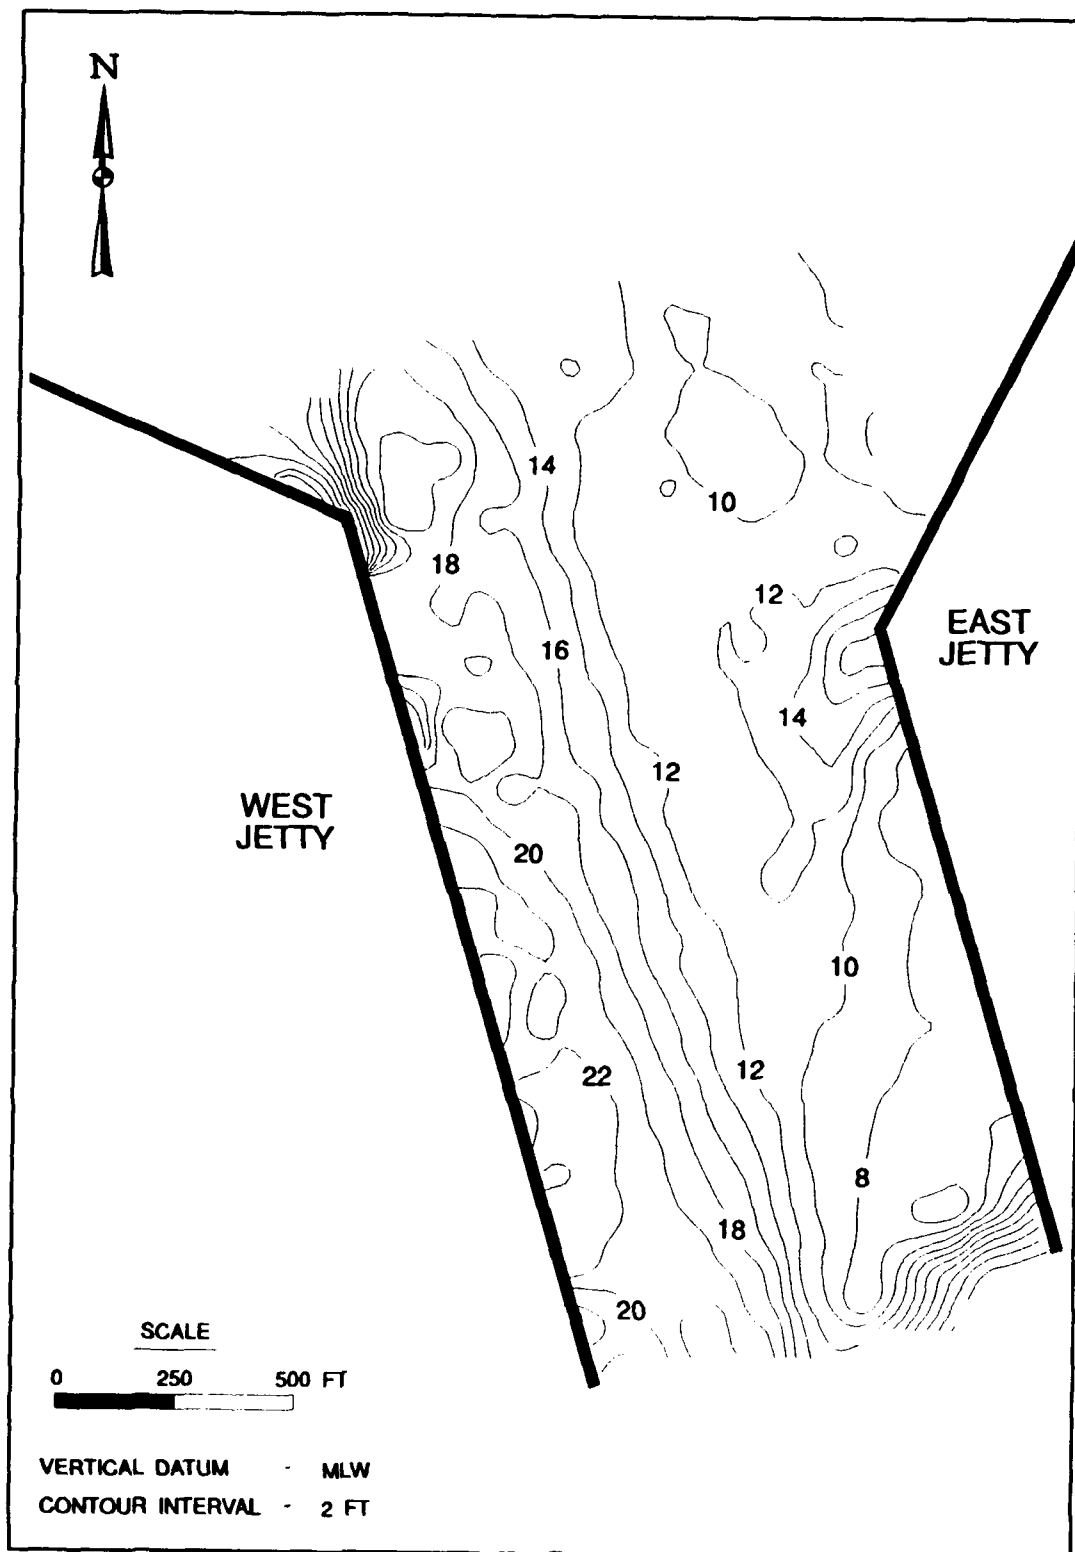 N
14
10
18
12
16
EAST
JETTY
14
12
WEST
JETTY
20
10
22
12
8
18
20
SCALE
0 250 500 FT
VERTICAL DATUM - MLW
CONTOUR INTERVAL - 2 FT